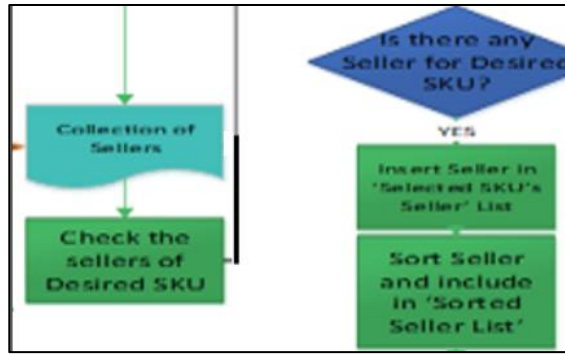 Collection of
Sellers
Check the
sellers of
Desired SKU
Is there any
Seller for Desired
SKU?
YES
Insert Seller in
‘Selected SKU's
Seller’ List
Sort Seller
and include
in ‘Sorted
Seller List’